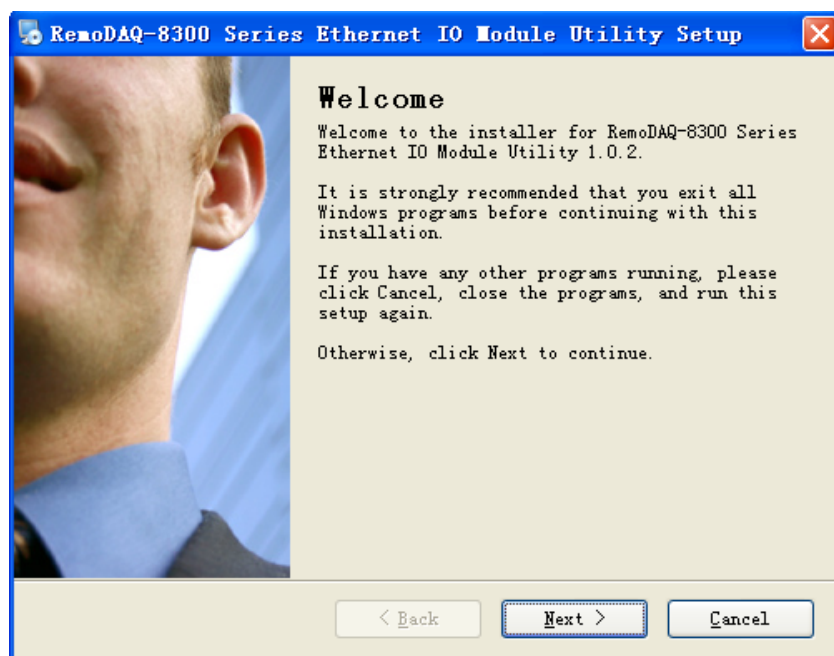 RemoDAQ-8300 Series Ethernet IO Module Utility Setup
Welcome
Welcome to the installer for RemoDAQ-8300 Series
Ethernet IO Module Utility 1.0.2.
It is strongly recommended that you exit all
Windows programs before continuing with this
installation.
If you have any other programs running, please
click Cancel, close the programs, and run this
setup again.
Otherwise, click Next to continue.
< Back
Next >
Cancel